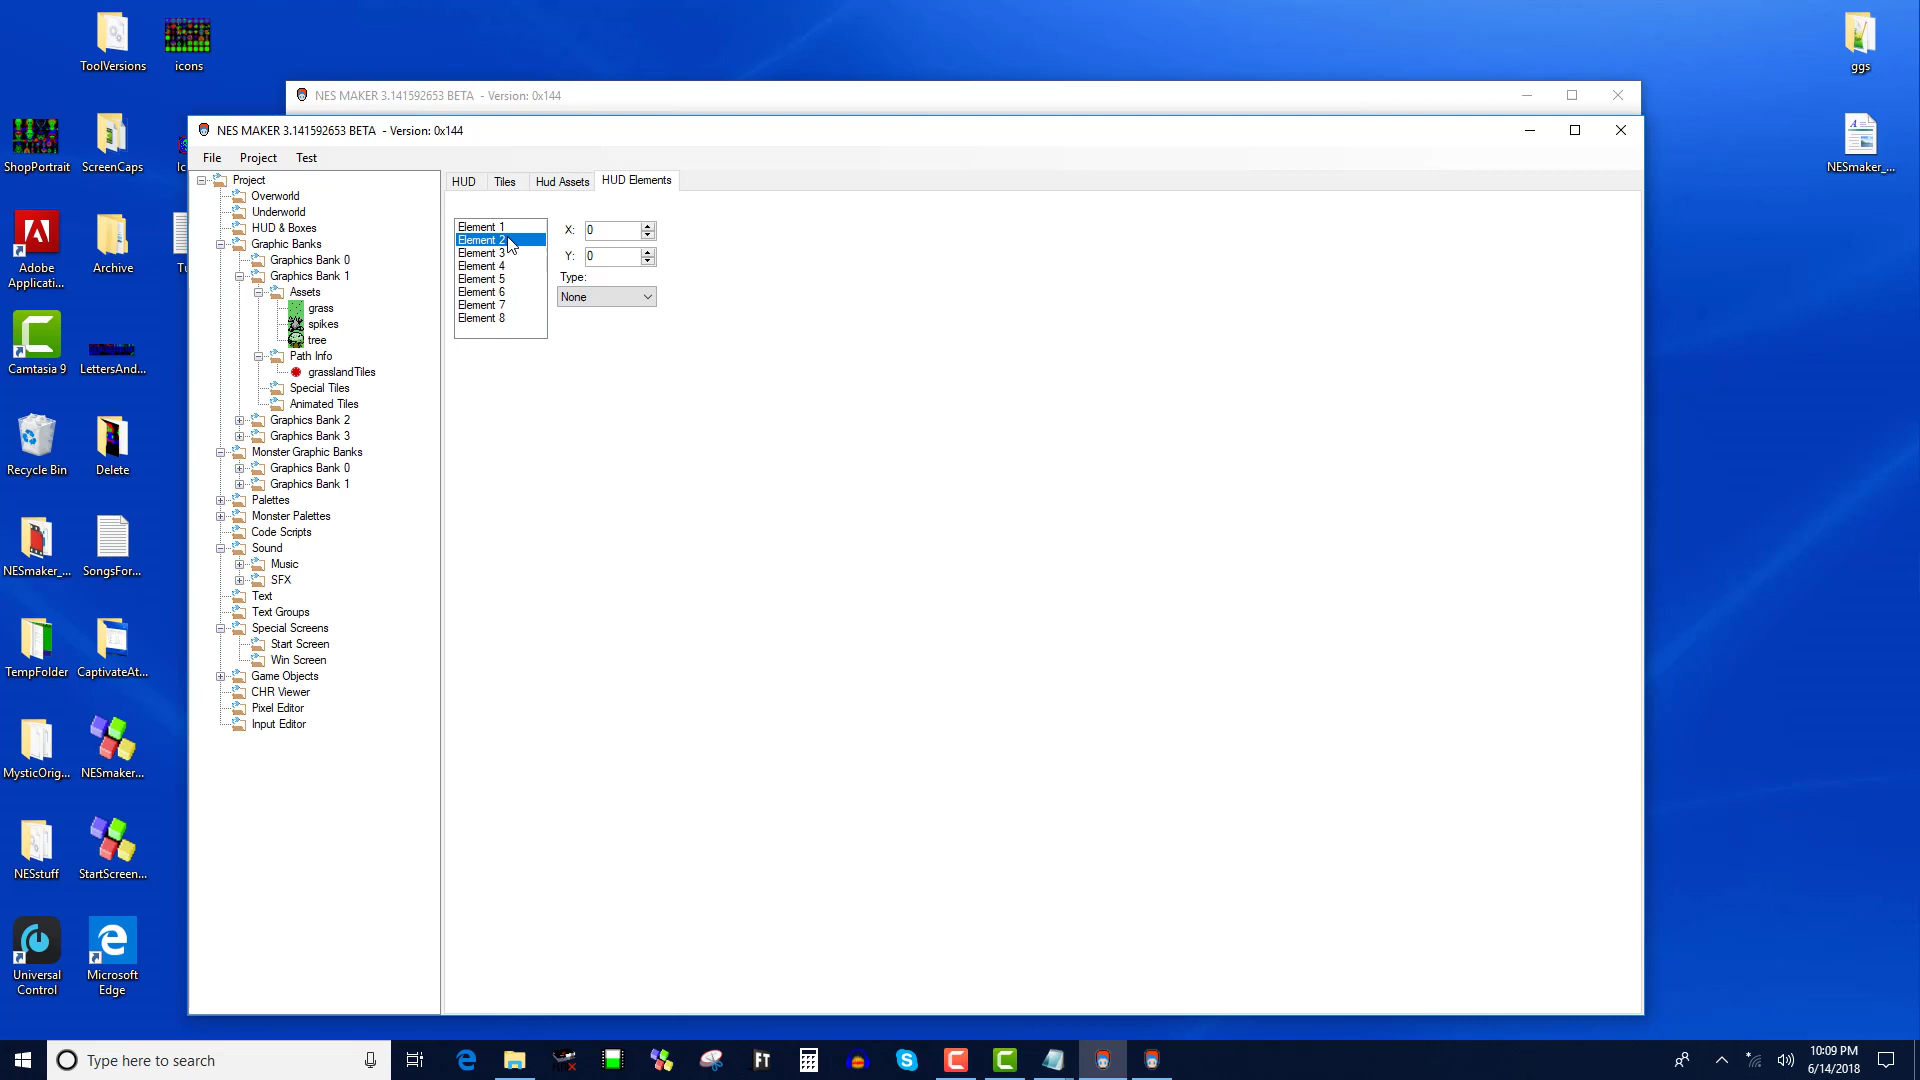 ToolVersions
icons
ggs
NES MAKER 3.141592653 BETA - Version: 0x144
NES MAKER 3.141592653 BETA - Version: 0x144
File Project Test
ShopPortrait
ScreenCaps
NESmaker_...
Project
Overworld
Underworld
HUD & Boxes
Graphic Banks
Graphics Bank 0
Graphics Bank 1
Assets
grass
spikes
tree
Path Info
grasslandTiles
Special Tiles
Animated Tiles
Graphics Bank 2
Graphics Bank 3
Monster Graphic Banks
Graphics Bank 0
Graphics Bank 1
Palettes
Monster Palettes
Code Scripts
Sound
Music
SFX
Text
Text Groups
Special Screens
Start Screen
Win Screen
Game Objects
CHR Viewer
Pixel Editor
Input Editor
HUD Tiles Hud Assets HUD Elements
Element 1
Element 2
Element 3
Element 4
Element 5
Element 6
Element 7
Element 8
X: 0
Y: 0
Type:
None
Adobe
Applicati...
Archive
Camtasia 9
LettersAnd...
Recycle Bin
Delete
NESmaker_...
SongsFor...
TempFolder
CaptivateAt...
MysticOrig...
NESmaker...
NESstuff
StartScreen...
Universal
Control
Microsoft
Edge
Type here to search
FT
10:09 PM
6/14/2018